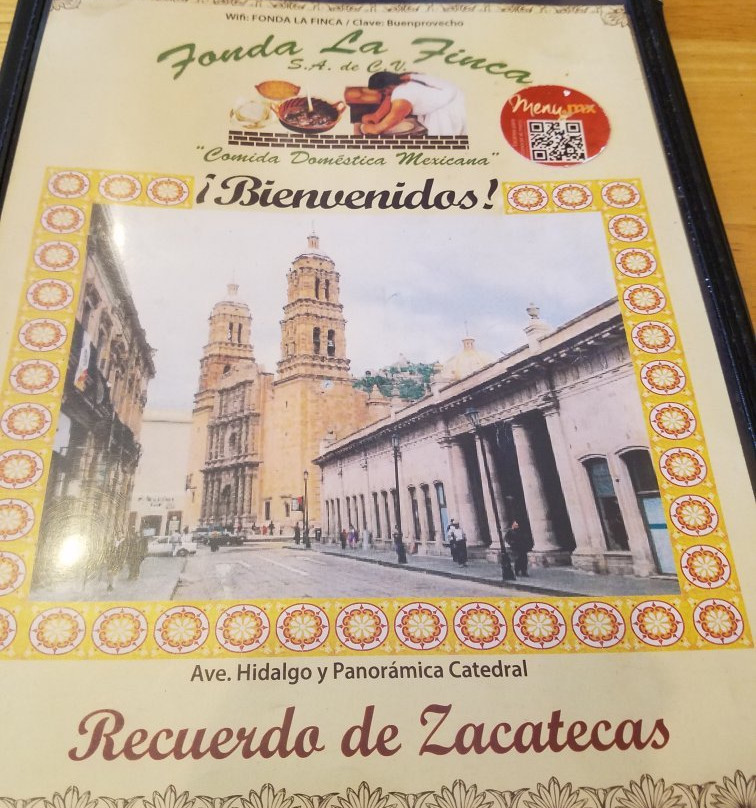 Wifi: FONDA LA FINCA / Clave: Buenprovecho
Fonda La Finca
S.A. de C.V.
Menu.mx
"Comida Doméstica Mexicana"
¡Bienvenidos!
Ave. Hidalgo y Panorámica Catedral
Recuerdo de Zacatecas